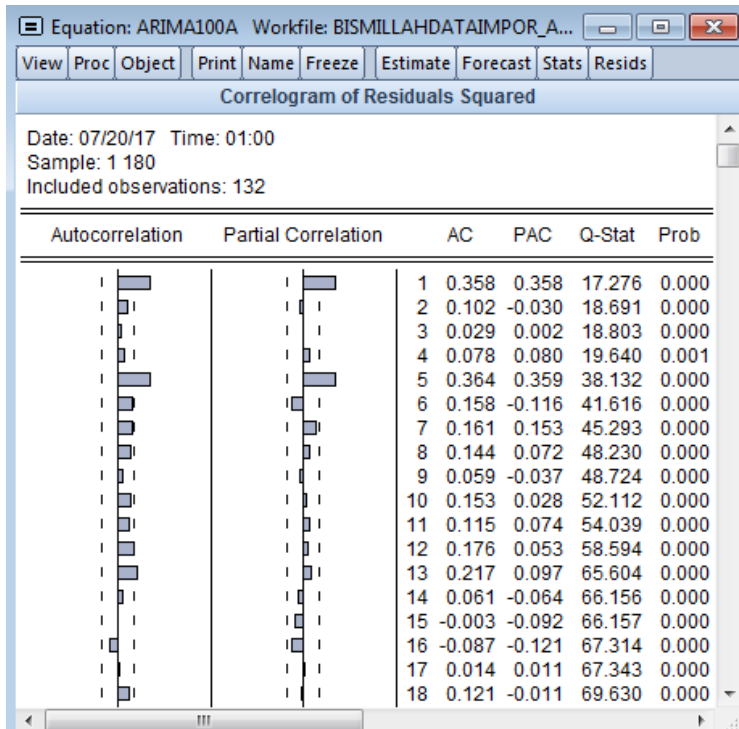 Equation: ARIMA100A Workfile: BISMILLAHDATAIMPOR_A...
View Proc Object Print Name Freeze Estimate Forecast Stats Resids
Correlogram of Residuals Squared
Date: 07/20/17 Time: 01:00
Sample: 1 180
Included observations: 132
Autocorrelation Partial Correlation AC PAC Q-Stat Prob
1 0.358 0.358 17.276 0.000
2 0.102 -0.030 18.691 0.000
3 0.029 0.002 18.803 0.000
4 0.078 0.080 19.640 0.001
5 0.364 0.359 38.132 0.000
6 0.158 -0.116 41.616 0.000
7 0.161 0.153 45.293 0.000
8 0.144 0.072 48.230 0.000
9 0.059 -0.037 48.724 0.000
10 0.153 0.028 52.112 0.000
11 0.115 0.074 54.039 0.000
12 0.176 0.053 58.594 0.000
13 0.217 0.097 65.604 0.000
14 0.061 -0.064 66.156 0.000
15 -0.003 -0.092 66.157 0.000
16 -0.087 -0.121 67.314 0.000
17 0.014 0.011 67.343 0.000
18 0.121 -0.011 69.630 0.000